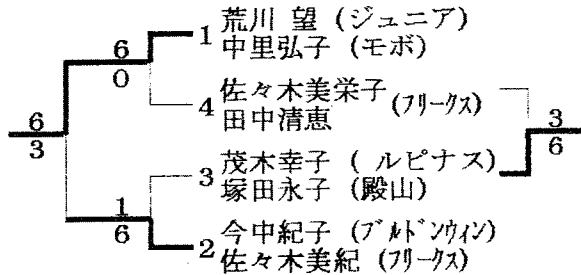 1 荒川 望 (ジュニア)
中里弘子 (モボ)
6
0
4 佐々木美栄子 (フリークス)
田中清恵
6
3
3
6
3 茂木幸子 ( ルピナス)
塚田永子 (殿山)
1
6
2 今中紀子 (ブルドンウィン)
佐々木美紀 (フリークス)